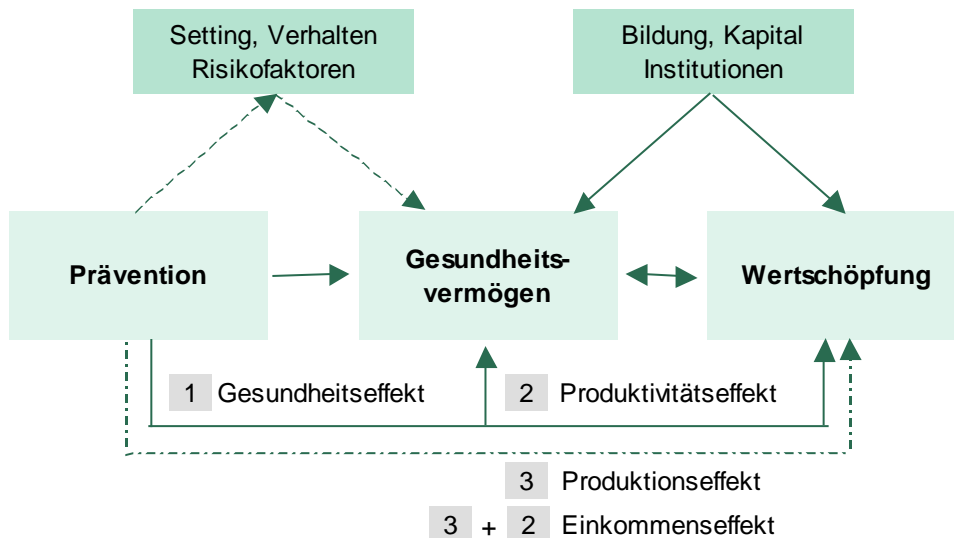 Setting, Verhalten
Risikofaktoren
Bildung, Kapital
Institutionen
Prävention
Gesundheits-
vermögen
Wertschöpfung
1 Gesundheitseffekt
2 Produktivitätseffekt
3 Produktionseffekt
3 + 2 Einkommenseffekt